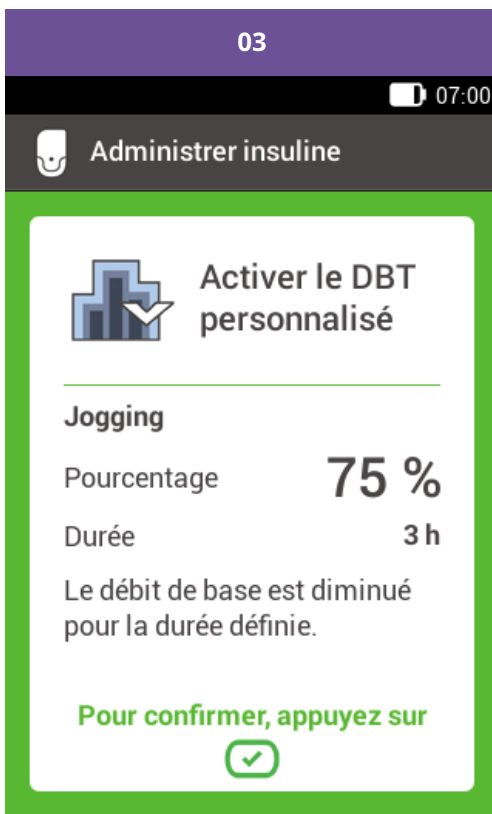 03
07:00
Administrer insuline
Activer le DBT
personnalisé
Jogging
Pourcentage 75 %
Durée 3 h
Le débit de base est diminué
pour la durée définie.
Pour confirmer, appuyez sur